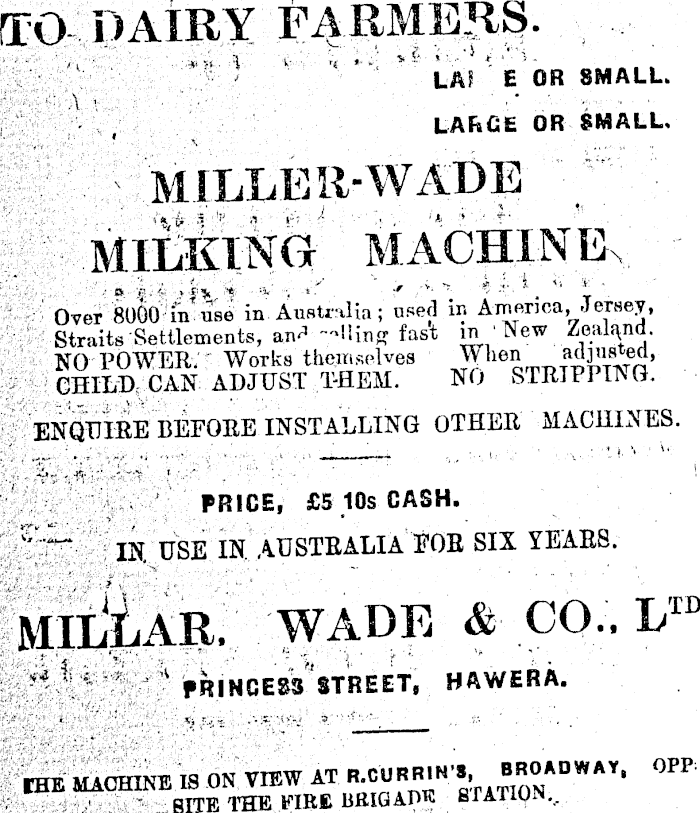 TO DAIRY FARMERS.
E OR SMALL.
LARGE OR SMALL.
MILLER-WADE
MILKING MACHINE
Over 8000 in use in Australia; used in America, Jersey,
Straits Settlements, and selling fast in New Zealand.
NO POWER. Works themselves When adjusted,
CHILD CAN ADJUST THEM. NO STRIPPING.
ENQUIRE BEFORE INSTALLING OTHER MACHINES.
PRICE, £5 10s CASH.
IN USE IN AUSTRALIA FOR SIX YEARS.
MILLAR, WADE & CO., LTD
PRINCESS STREET, HAWERA.
THE MACHINE IS ON VIEW AT R.CURRIN'S, BROADWAY, OPP
SITE THE FIRE BRIGADE STATION.